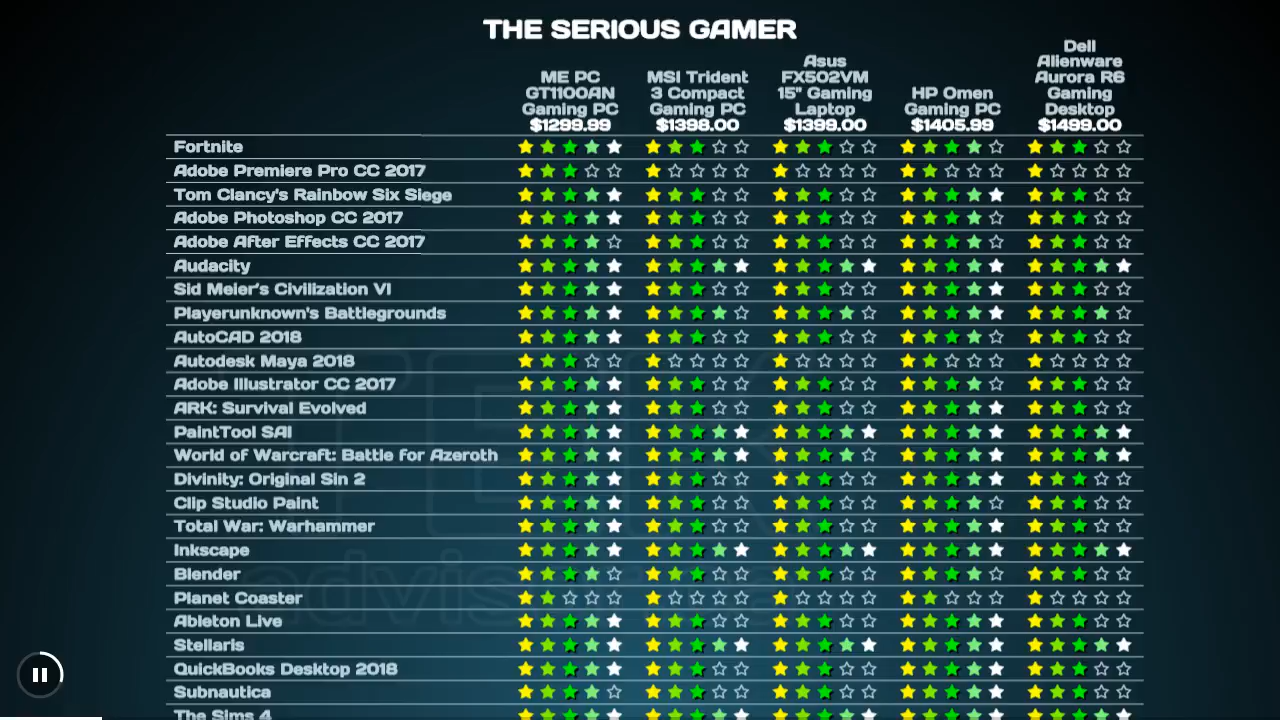 THE SERIOUS GAMER
ME PC
GT1100AN
Gaming PC
$1299.99
MSI Trident
3 Compact
Gaming PC
$1398.00
Asus
FX502VM
15" Gaming
Laptop
$1399.00
HP Omen
Gaming PC
$1405.99
Dell
Alienware
Aurora R6
Gaming
Desktop
$1499.00
Fortnite
Adobe Premiere Pro CC 2017
Tom Clancy's Rainbow Six Siege
Adobe Photoshop CC 2017
Adobe After Effects CC 2017
Audacity
Sid Meier's Civilization VI
Playerunknown's Battlegrounds
AutoCAD 2018
Autodesk Maya 2018
Adobe Illustrator CC 2017
ARK: Survival Evolved
PaintTool SAI
World of Warcraft: Battle for Azeroth
Divinity: Original Sin 2
Clip Studio Paint
Total War: Warhammer
Inkscape
Blender
Planet Coaster
Ableton Live
Stellaris
QuickBooks Desktop 2018
Subnautica
The Sims 4